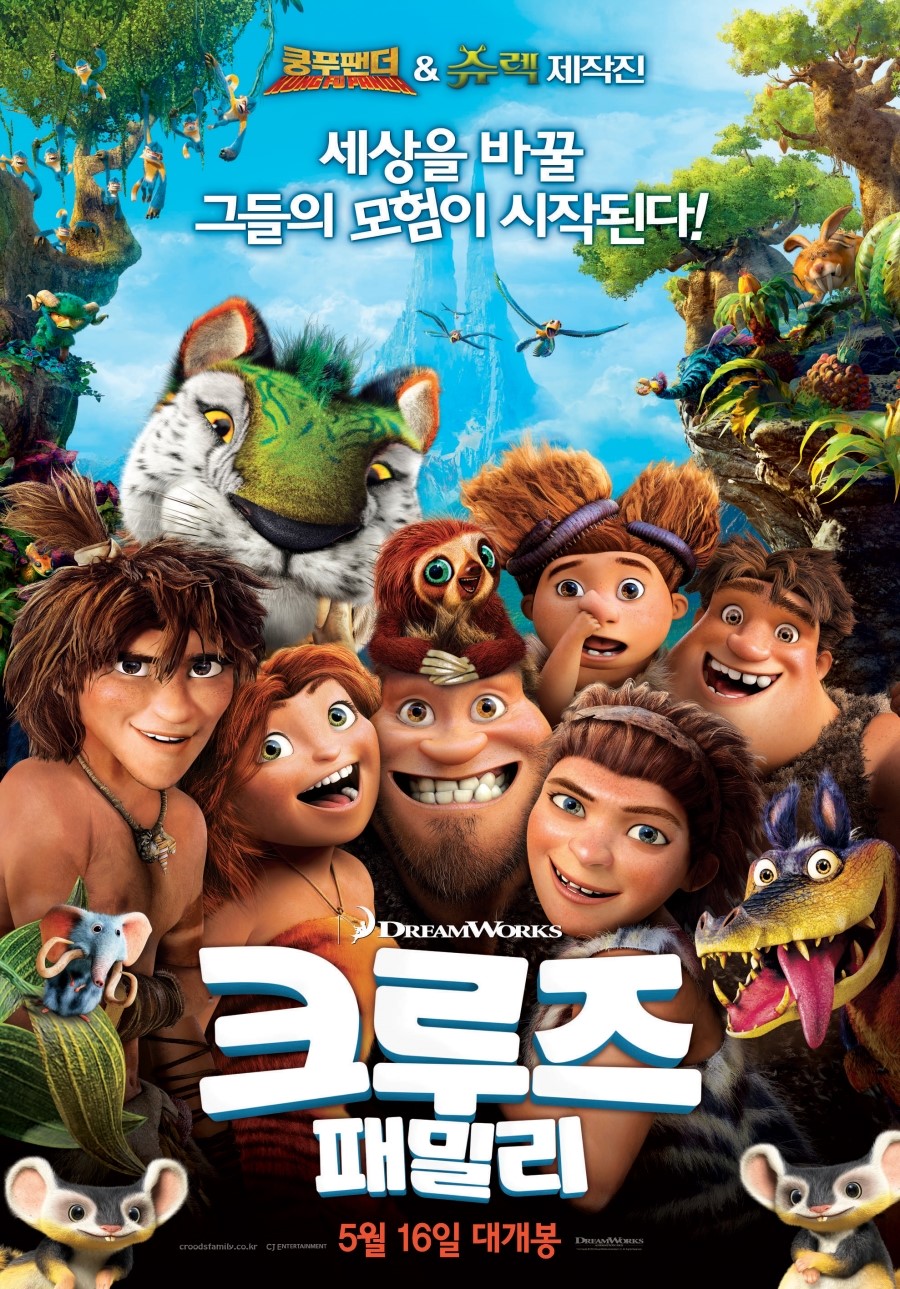 쿵푸팬더 & 슈렉 제작진
KUNG FU PANDA
세상을 바꿀
그들의 모험이 시작된다!
DREAMWORKS
크루즈
패밀리
5월 16일 대개봉
croodsfamily.co.kr CJ ENTERTAINMENT
DREAMWORKS